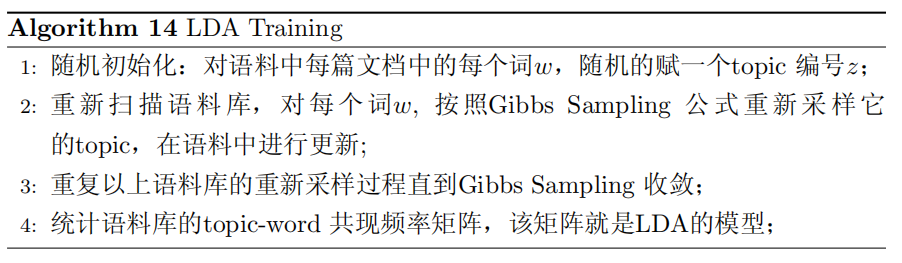 Algorithm 14 LDA Training
1: 随机初始化：对语料中每篇文档中的每个词w，随机的赋一个topic 编号z；
2: 重新扫描语料库，对每个词w, 按照Gibbs Sampling 公式重新采样它
的topic，在语料中进行更新;
3: 重复以上语料库的重新采样过程直到Gibbs Sampling 收敛；
4: 统计语料库的topic-word 共现频率矩阵，该矩阵就是LDA的模型；